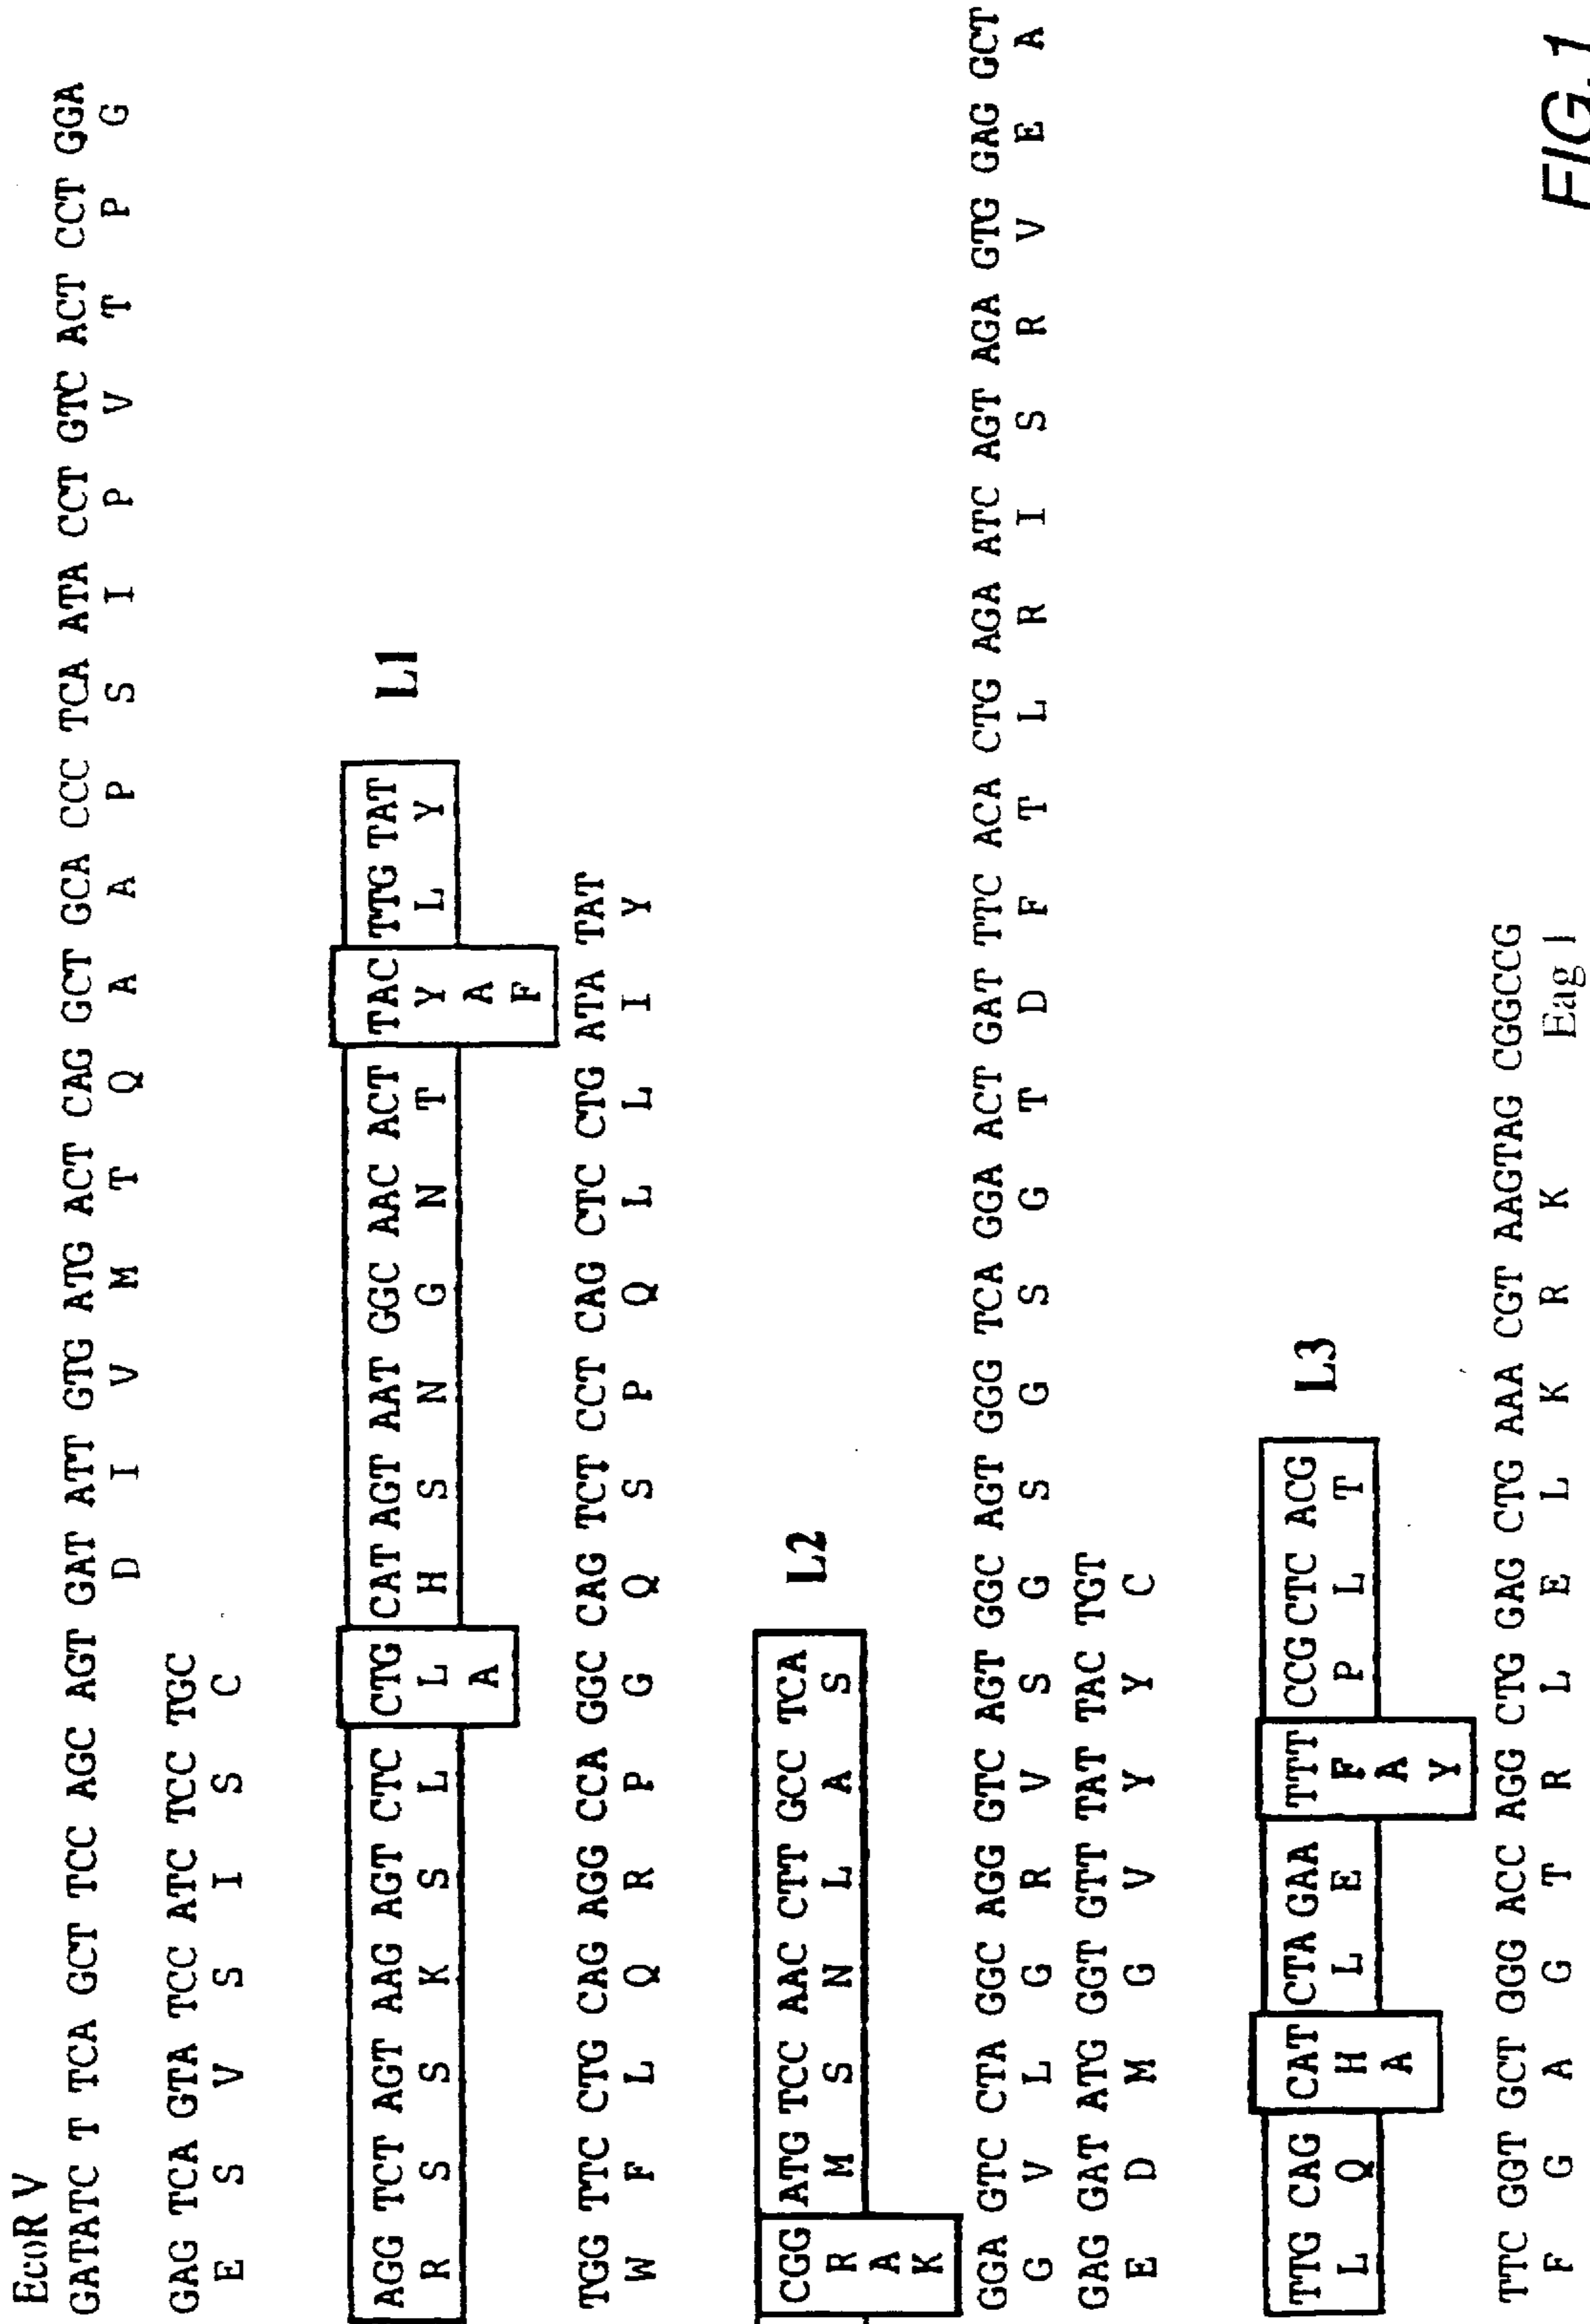 EcoR V
GATATC T TCA GCT TCC AGC AGT GAT ATT GTG ATG ACT CAG GCT GCA CCC TCA ATA CCT GTC ACT CCT GGA
D I V M T Q A A P S I P V T P G
GAG TCA GTA TCC ATC TCC TGC
E S V S I S C
AGG TCT AGT AAG AGT CTC CTG CAT AGT AAT GGC AAC ACT TAC TTG TAT
R S S K S L L H S N G N T Y L Y
A A
F
L1
TGG TTC CTG CAG AGG CCA GGC CAG TCT CCT CAG CTC CTG ATA TAT
W F L Q R P G Q S P Q L L I Y
CGG ATG TCC AAC CTT GCC TCA
R M S N L A S
A
K
L2
GGA GTC CTA GGC AGG GTC AGT GGC AGT GGG TCA GGA ACT GAT TTC ACA CTG AGA ATC AGT AGA GTG GAG GCT
G V L G R V S G S G S G T D F T L R I S R V E A
GAG GAT ATG GGT GTT TAT TAC TGT
E D M G V Y Y C
TTG CAG CAT CTA GAA TTT CCG CTC ACG
L Q H L E F P L T
A A
Y
L3
TTC GGT GCT GGG ACC AGG CTG GAG CTG AAA CGT AAGTAG CGGCCG
F G A G T R L E L K R K
Eag I
FIG. 1